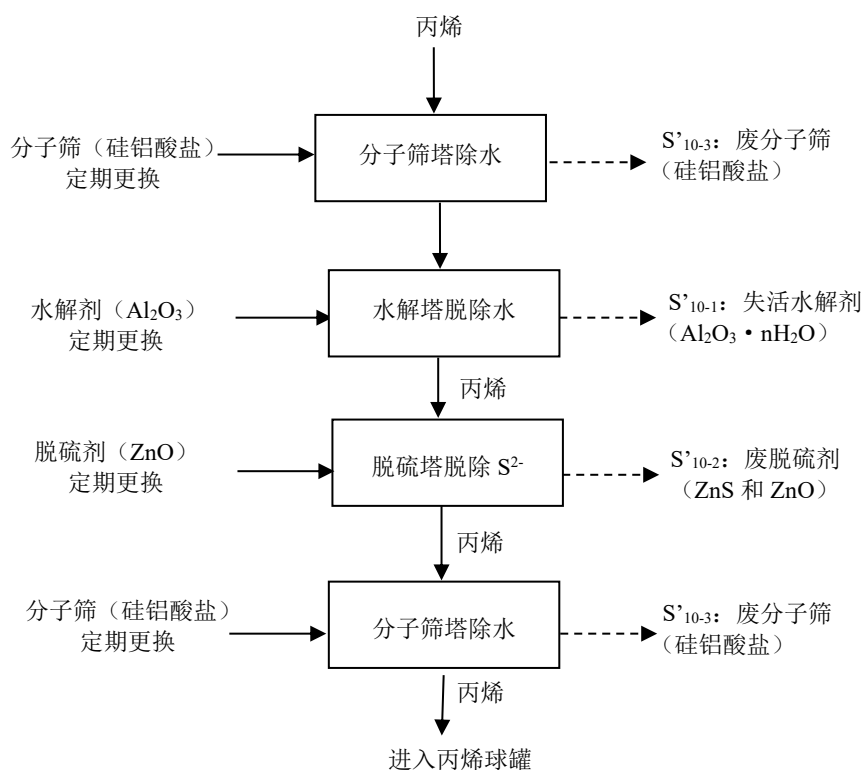 丙烯
分子筛（硅铝酸盐）
定期更换
分子筛塔除水
S’10-3：废分子筛
（硅铝酸盐）
水解剂（Al₂O₃）
定期更换
水解塔脱除水
S’10-1：失活水解剂
（Al₂O₃·nH₂O）
丙烯
脱硫剂（ZnO）
定期更换
脱硫塔脱除 S²⁻
S’10-2：废脱硫剂
（ZnS 和 ZnO）
丙烯
分子筛（硅铝酸盐）
定期更换
分子筛塔除水
S’10-3：废分子筛
（硅铝酸盐）
丙烯
进入丙烯球罐